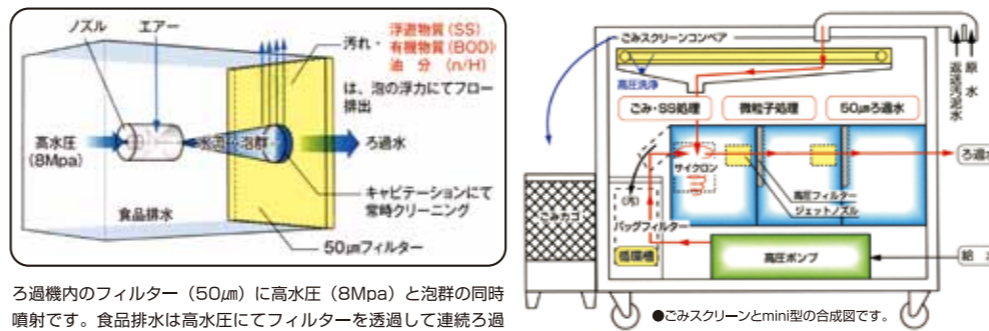 ノズル
エアー
汚れ・
浮遊物質（SS）
有機物質（BOD）
油 分（n/H）
は、泡の浮力にてフロー
排出
高水圧
（8Mpa）
水流・泡群
ろ過水
キャビテーションにて
常時クリーニング
食品排水
50㎛フィルター
ろ過機内のフィルター（50㎛）に高水圧（8Mpa）と泡群の同時
噴射です。食品排水は高水圧にてフィルターを透過して連続ろ過
ごみスクリーンコンベア
高圧洗浄
原水
返送汚泥水
ごみ・SS処理
微粒子処理
50㎛ろ過水
サイクロン
ろ過水
高圧フィルター
ジェットノズル
（汚）
バッグフィルター
ごみカゴ
循環槽
高圧ポンプ
給 水
●ごみスクリーンとmini型の合成図です。